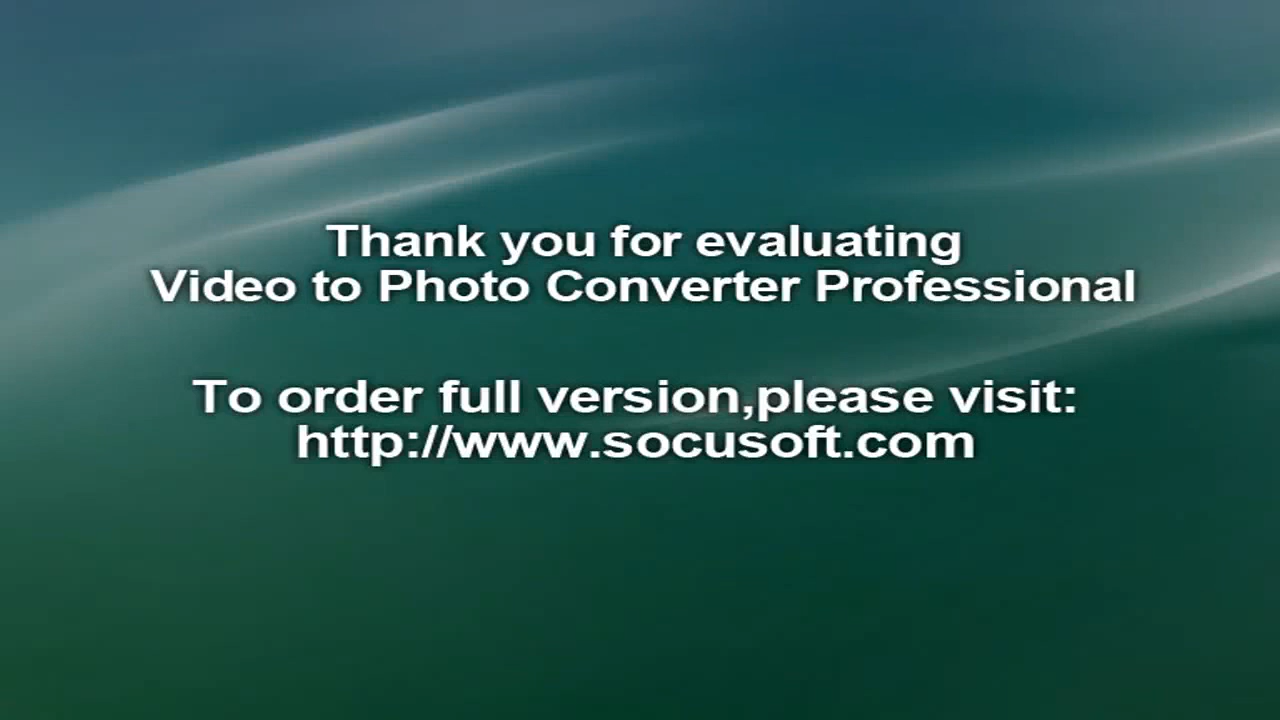 Thank you for evaluating
Video to Photo Converter Professional
To order full version,please visit:
http://www.socusoft.com